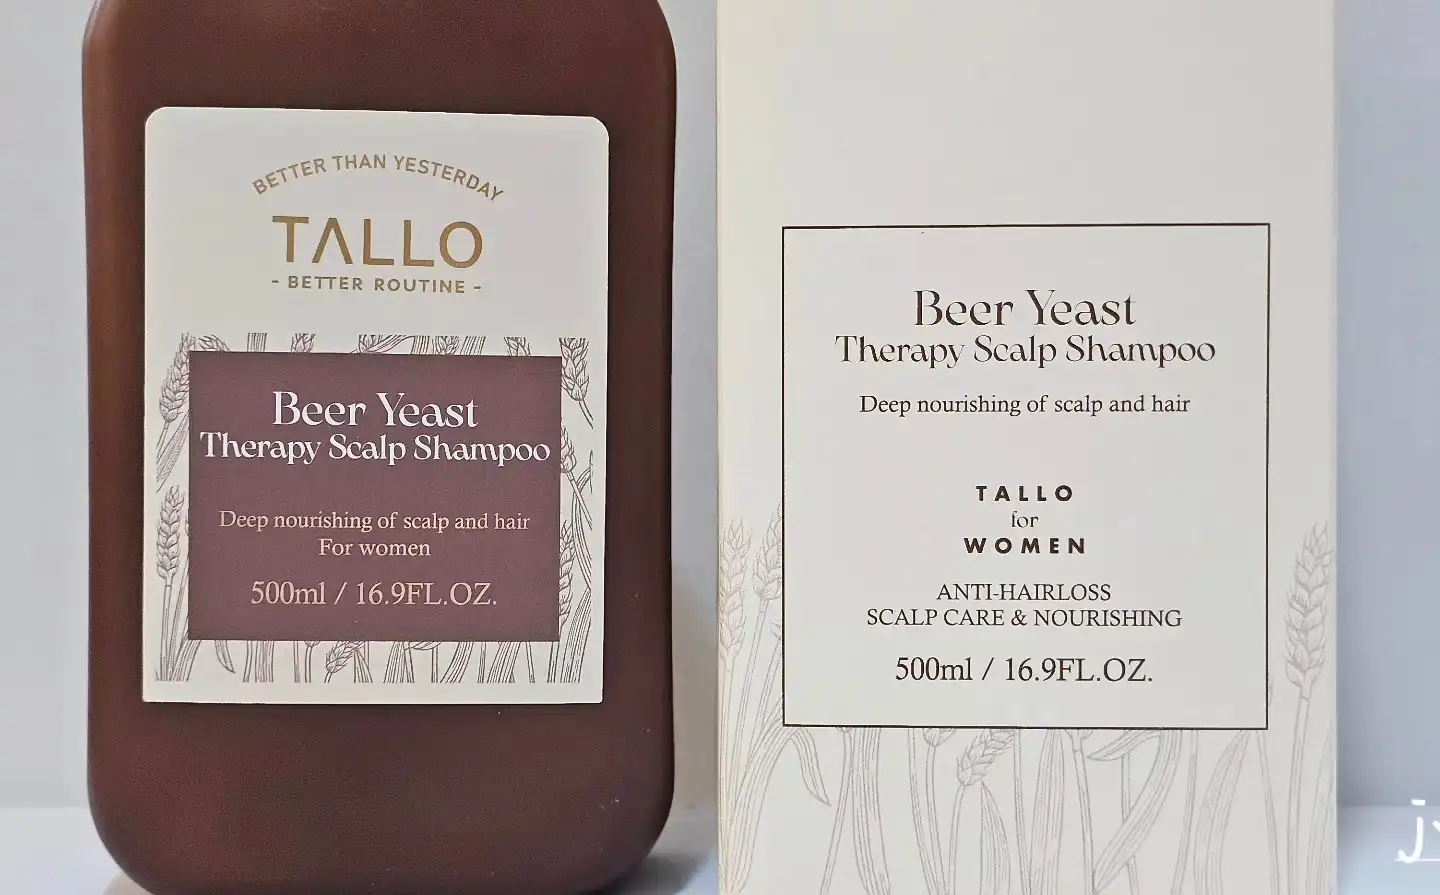 BETTER THAN YESTERDAY
TALLO
- BETTER ROUTINE -
Beer Yeast
Therapy Scalp Shampoo
Deep nourishing of scalp and hair
For women
500ml / 16.9FL.OZ.
Beer Yeast
Therapy Scalp Shampoo
Deep nourishing of scalp and hair
TALLO
for
WOMEN
ANTI-HAIRLOSS
SCALP CARE & NOURISHING
500ml / 16.9FL.OZ.